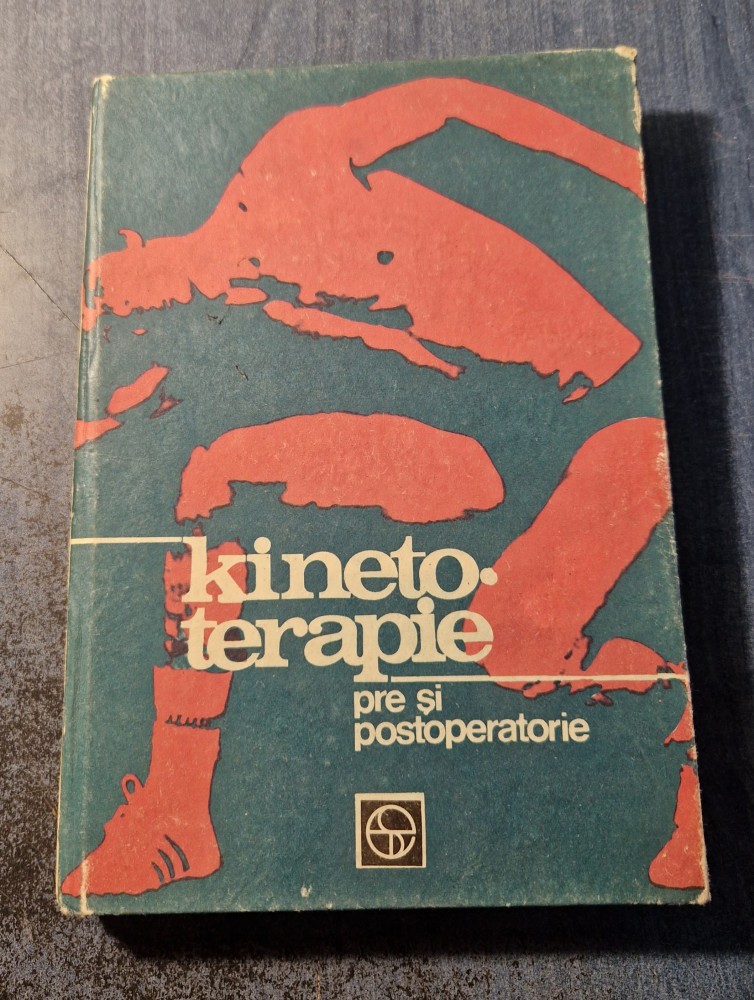 kineto-
terapie
pre și
postoperatorie